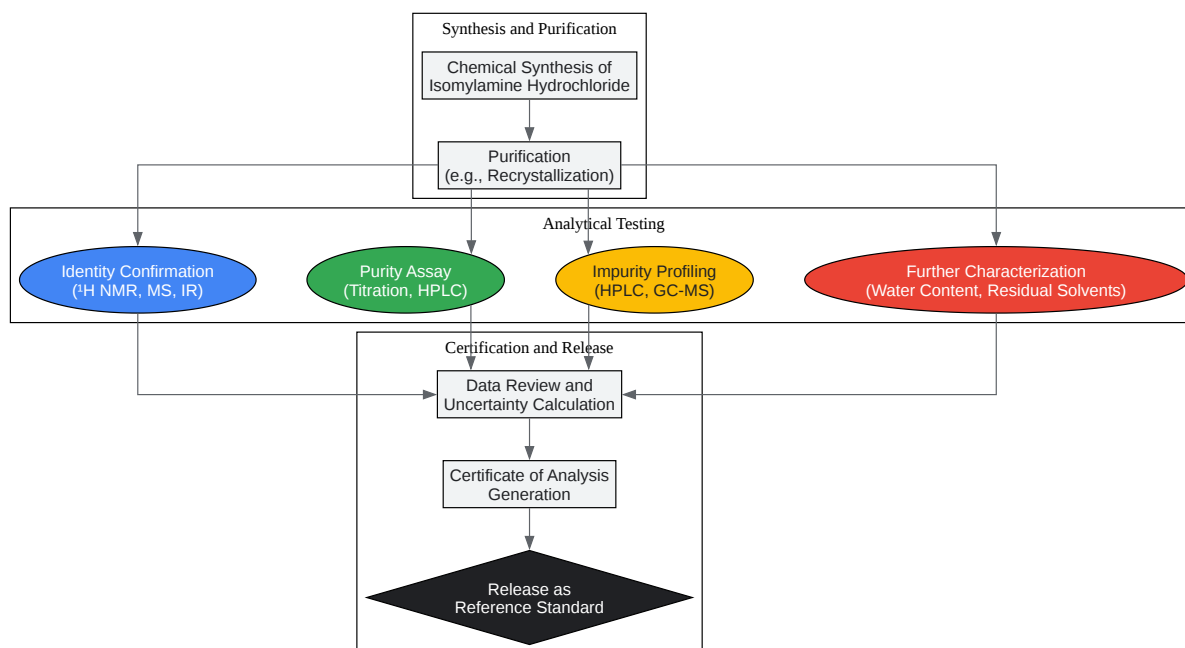 Synthesis and Purification
Chemical Synthesis of
Isomylamine Hydrochloride
Purification
(e.g., Recrystallization)
Analytical Testing
Identity Confirmation
(¹H NMR, MS, IR)
Purity Assay
(Titration, HPLC)
Impurity Profiling
(HPLC, GC-MS)
Further Characterization
(Water Content, Residual Solvents)
Certification and Release
Data Review and
Uncertainty Calculation
Certificate of Analysis
Generation
Release as
Reference Standard